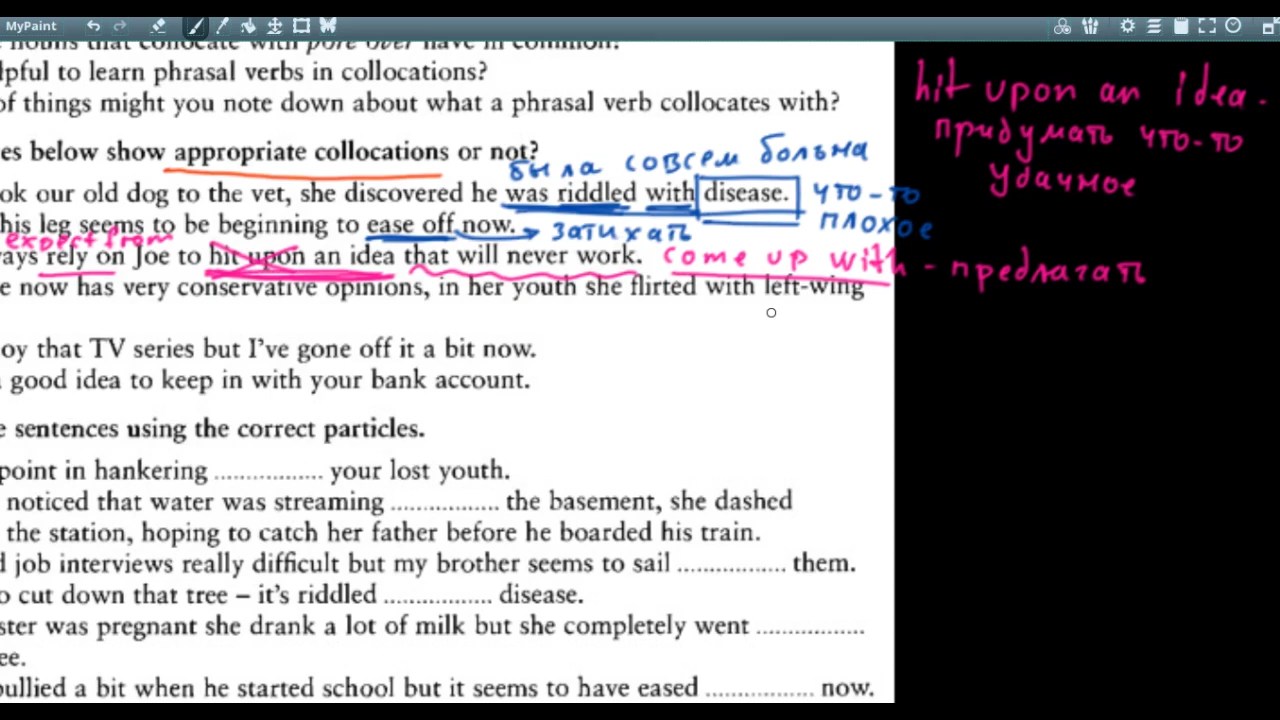 MyPaint
nouns that collocate with pore over have in common?
lpful to learn phrasal verbs in collocations?
of things might you note down about what a phrasal verb collocates with?
hit upon an idea -
придумать что-то
удачное
es below show appropriate collocations or not?
была совсем больна
ok our old dog to the vet, she discovered he was riddled with disease.
что-то
плохое
his leg seems to be beginning to ease off now.
затихать
expect from
ays rely on Joe to hit upon an idea that will never work.
come up with - предлагать
e now has very conservative opinions, in her youth she flirted with left-wing
oy that TV series but I've gone off it a bit now.
good idea to keep in with your bank account.
e sentences using the correct particles.
point in hankering ................. your lost youth.
noticed that water was streaming ................. the basement, she dashed
the station, hoping to catch her father before he boarded his train.
d job interviews really difficult but my brother seems to sail ................. them.
o cut down that tree – it's riddled ................. disease.
ster was pregnant she drank a lot of milk but she completely went .................
ee.
bullied a bit when he started school but it seems to have eased ................. now.